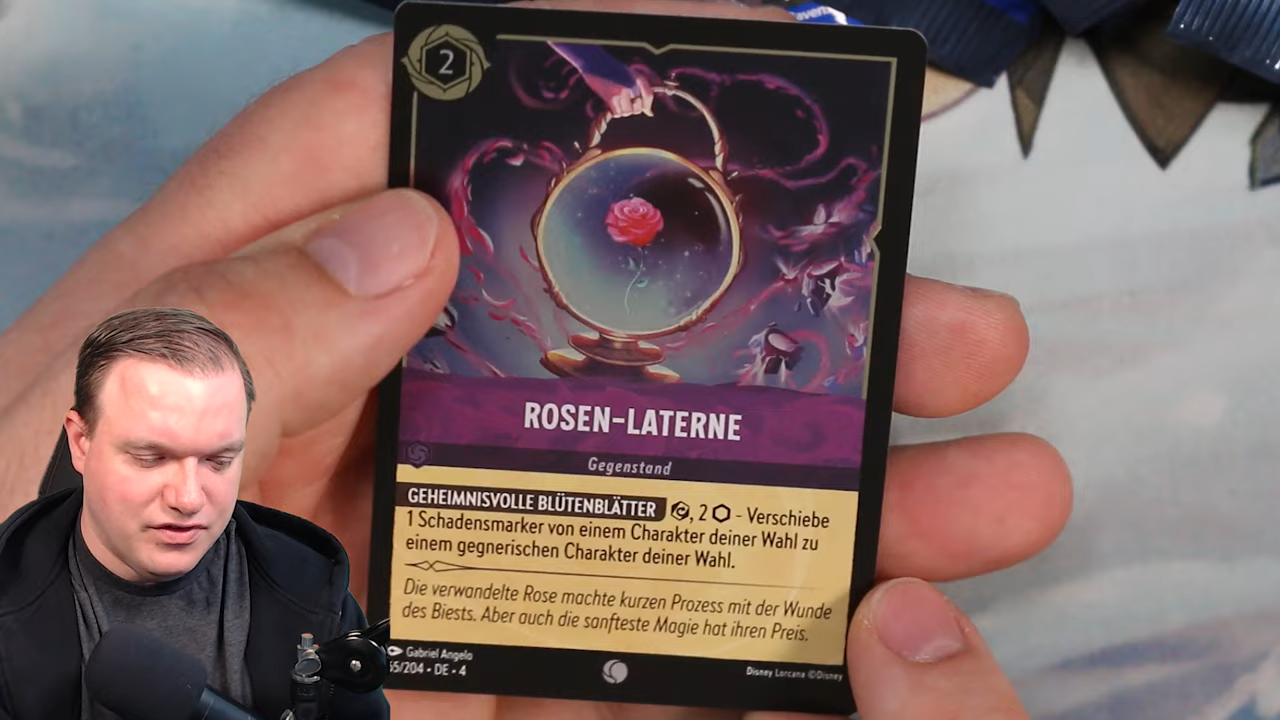 2
ROSEN-LATERNE
Gegenstand
GEHEIMNISVOLLE BLÜTENBLÄTTER , 2 - Verschiebe
1 Schadensmarker von einem Charakter deiner Wahl zu
einem gegnerischen Charakter deiner Wahl.
Die verwandelte Rose machte kurzen Prozess mit der Wunde
des Biests. Aber auch die sanfteste Magie hat ihren Preis.
Gabriel Angelo
5/204 • DE • 4
Disney Lorcana ©Disney